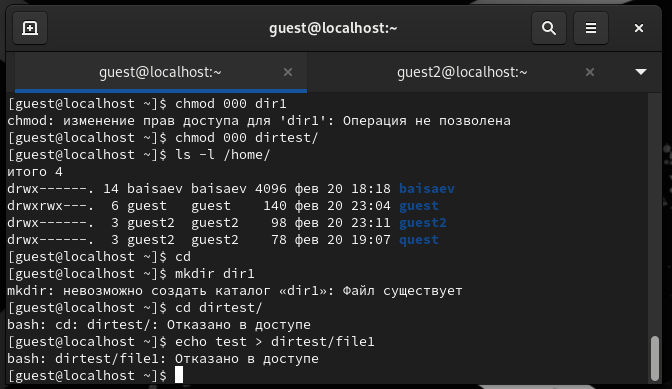 guest@localhost:~
guest@localhost:~
guest2@localhost:~
[guest@localhost ~]$ chmod 000 dir1
chmod: изменение прав доступа для 'dir1': Операция не позволена
[guest@localhost ~]$ chmod 000 dirtest/
[guest@localhost ~]$ ls -l /home/
итого 4
drwx------. 14 baisaev baisaev 4096 фев 20 18:18 baisaev
drwxrwx---.  6 guest   guest    140 фев 20 23:04 guest
drwx------.  3 guest2  guest2    98 фев 20 23:11 guest2
drwx------.  3 guest2  guest2    78 фев 20 19:07 quest
[guest@localhost ~]$ cd
[guest@localhost ~]$ mkdir dir1
mkdir: невозможно создать каталог «dir1»: Файл существует
[guest@localhost ~]$ cd dirtest/
bash: cd: dirtest/: Отказано в доступе
[guest@localhost ~]$ echo test > dirtest/file1
bash: dirtest/file1: Отказано в доступе
[guest@localhost ~]$